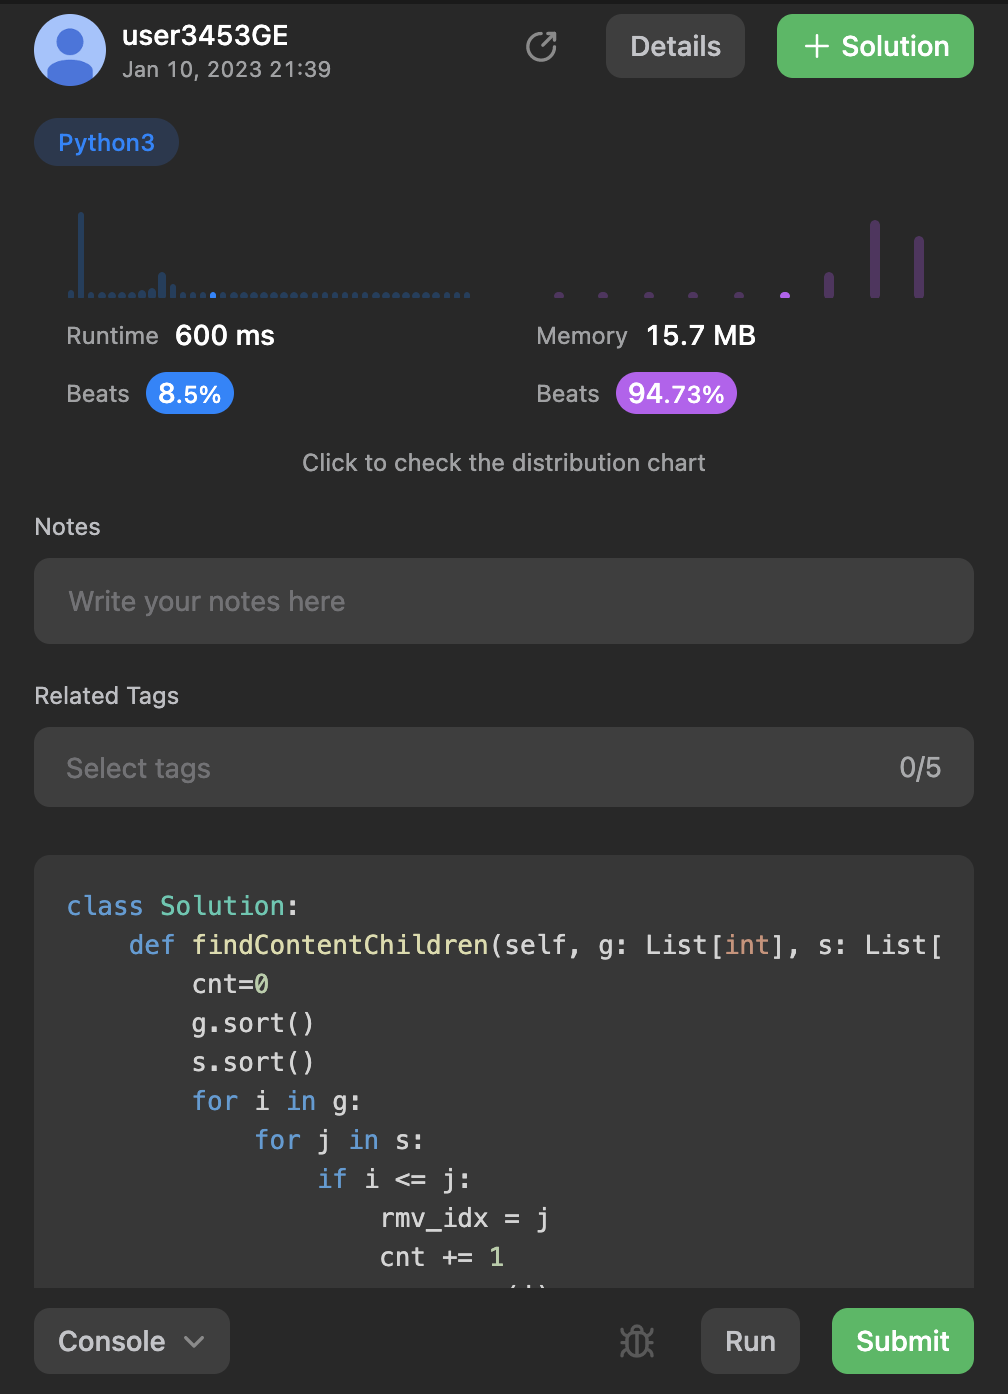 user3453GE
Jan 10, 2023 21:39
Details
+ Solution
Python3
Runtime 600 ms
Memory 15.7 MB
Beats 8.5%
Beats 94.73%
Click to check the distribution chart
Notes
Write your notes here
Related Tags
Select tags 0/5
class Solution:
    def findContentChildren(self, g: List[int], s: List[
        cnt=0
        g.sort()
        s.sort()
        for i in g:
            for j in s:
                if i <= j:
                    rmv_idx = j
                    cnt += 1
Console
Run
Submit